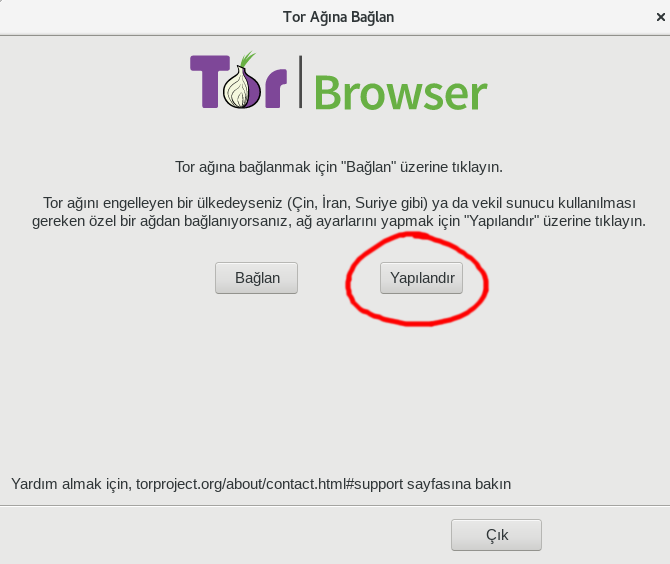 Tor Ağına Bağlan
Tor Browser
Tor ağına bağlanmak için "Bağlan" üzerine tıklayın.
Tor ağını engelleyen bir ülkedeyseniz (Çin, İran, Suriye gibi) ya da vekil sunucu kullanılması
gereken özel bir ağdan bağlanıyorsanız, ağ ayarlarını yapmak için "Yapılandır" üzerine tıklayın.
Bağlan Yapılandır
Yardım almak için, torproject.org/about/contact.html#support sayfasına bakın
Çık